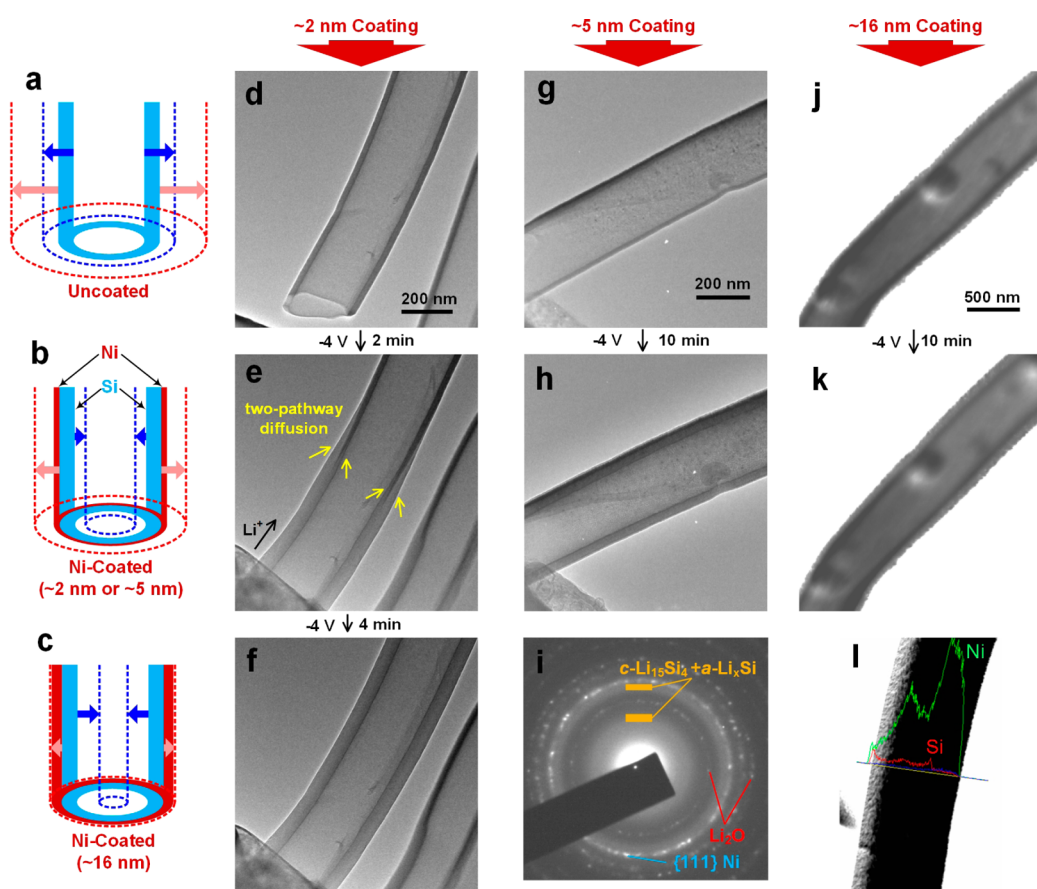 ~2 nm Coating
~5 nm Coating
~16 nm Coating
a
Uncoated
d
200 nm
g
200 nm
j
500 nm
-4 V 2 min
-4 V 10 min
-4 V 10 min
b
Ni
Si
Ni-Coated
(~2 nm or ~5 nm)
e
two-pathway
diffusion
Li⁺
h
k
-4 V 4 min
c
Ni-Coated
(~16 nm)
f
i
c-Li₁₅Si₄ +a-LiₓSi
Li₂O
{111} Ni
l
Ni
Si